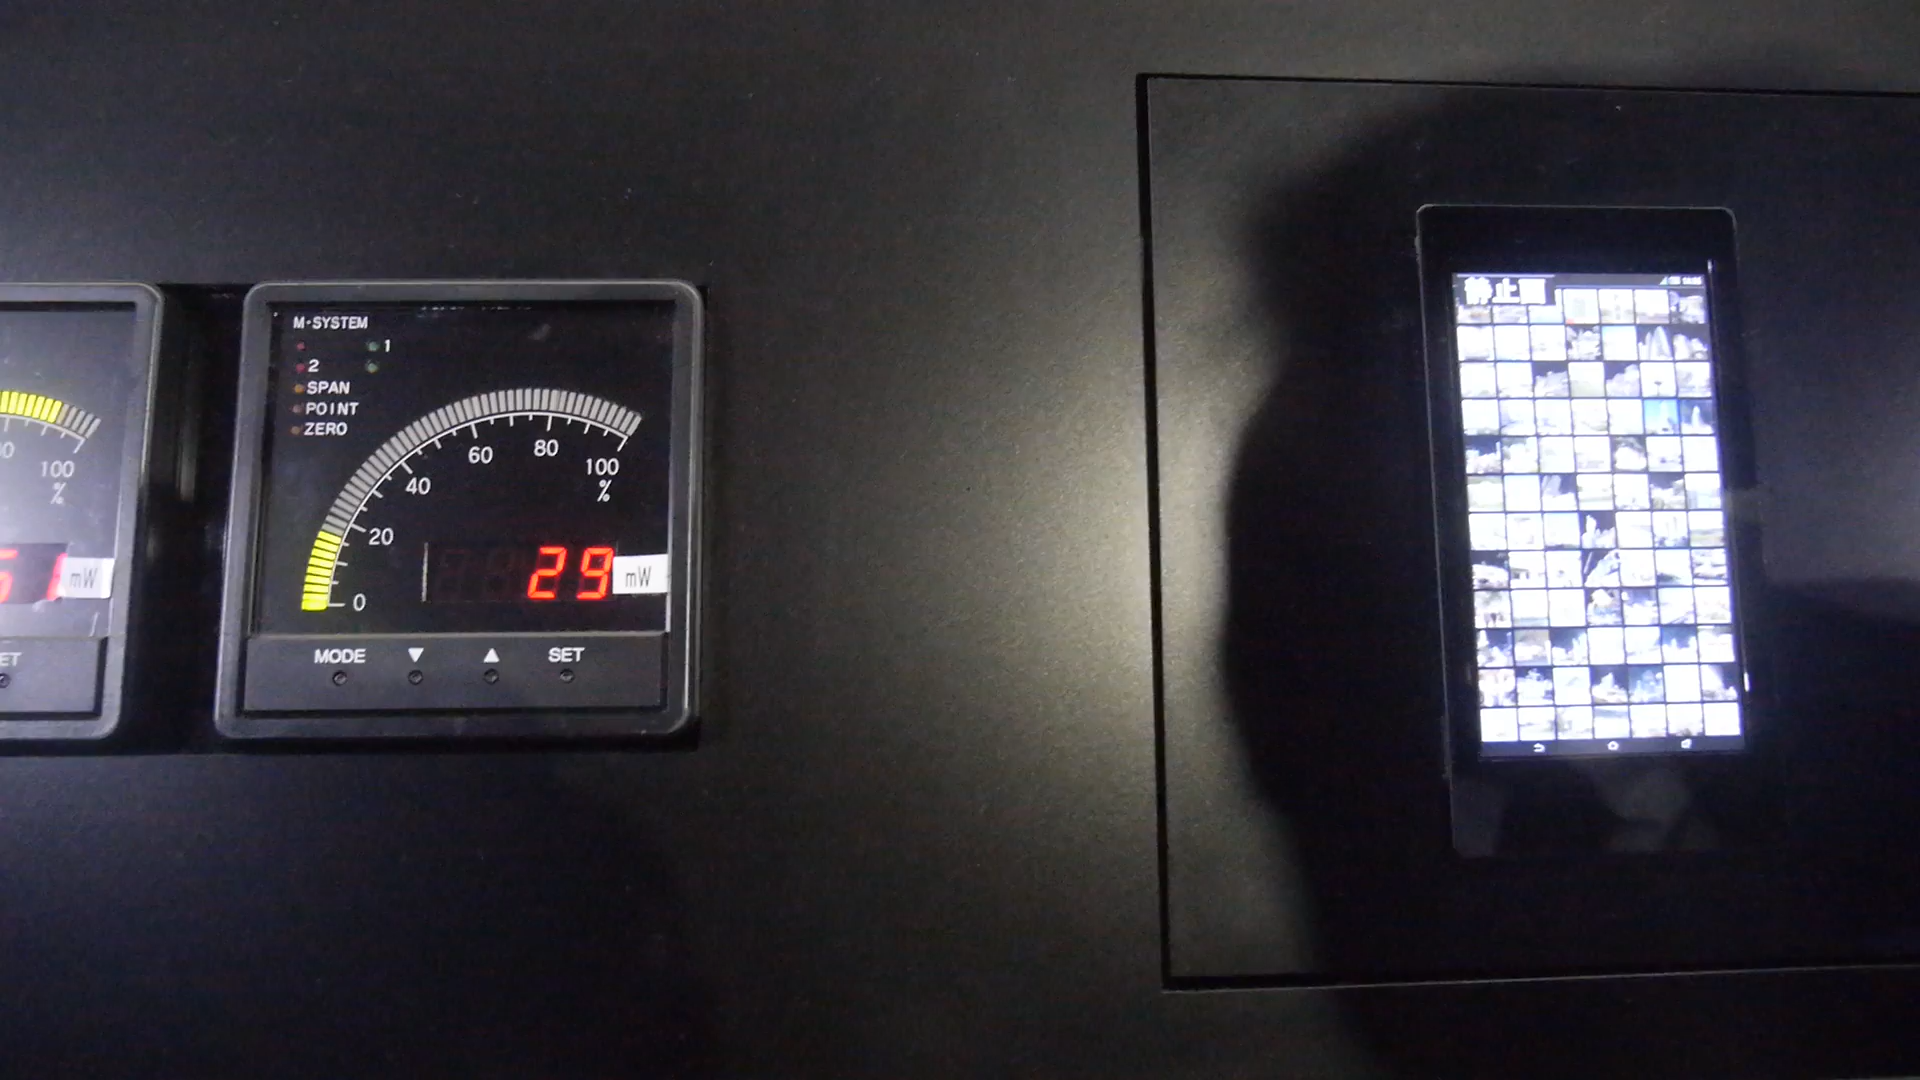 M-SYSTEM
1
2
SPAN
POINT
ZERO
0
20
40
60
80
100
%
29 mW
MODE ▼ ▲ SET
100
%
mW
静止画